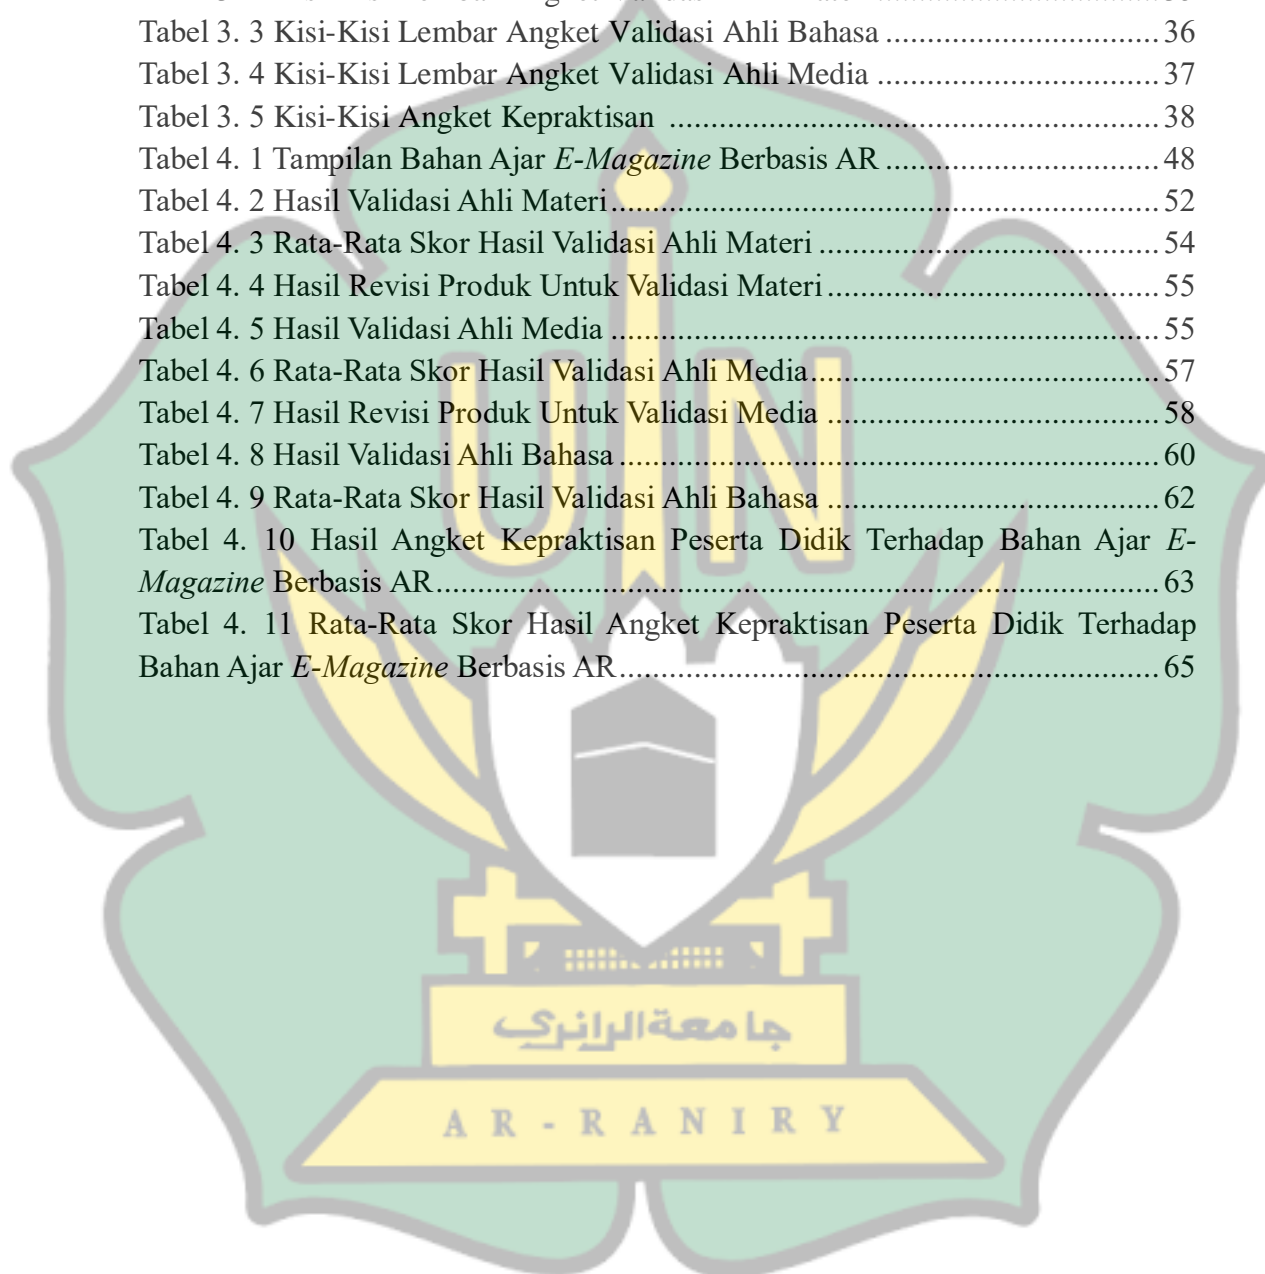 Tabel 3. 3 Kisi-Kisi Lembar Angket Validasi Ahli Bahasa ................................ 36
Tabel 3. 4 Kisi-Kisi Lembar Angket Validasi Ahli Media ................................. 37
Tabel 3. 5 Kisi-Kisi Angket Kepraktisan ............................................................ 38
Tabel 4. 1 Tampilan Bahan Ajar E-Magazine Berbasis AR ................................ 48
Tabel 4. 2 Hasil Validasi Ahli Materi.................................................................. 52
Tabel 4. 3 Rata-Rata Skor Hasil Validasi Ahli Materi ........................................ 54
Tabel 4. 4 Hasil Revisi Produk Untuk Validasi Materi....................................... 55
Tabel 4. 5 Hasil Validasi Ahli Media .................................................................. 55
Tabel 4. 6 Rata-Rata Skor Hasil Validasi Ahli Media......................................... 57
Tabel 4. 7 Hasil Revisi Produk Untuk Validasi Media ....................................... 58
Tabel 4. 8 Hasil Validasi Ahli Bahasa ................................................................. 60
Tabel 4. 9 Rata-Rata Skor Hasil Validasi Ahli Bahasa ....................................... 62
Tabel 4. 10 Hasil Angket Kepraktisan Peserta Didik Terhadap Bahan Ajar E-
Magazine Berbasis AR........................................................................................ 63
Tabel 4. 11 Rata-Rata Skor Hasil Angket Kepraktisan Peserta Didik Terhadap
Bahan Ajar E-Magazine Berbasis AR.................................................................. 65
UIN
جامعة الرانري
AR-RANIRY